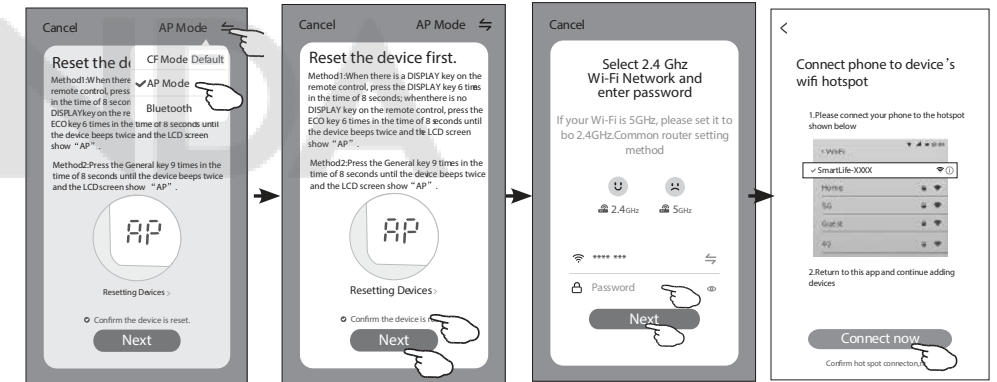 Cancel AP Mode
Reset the de
CF Mode Default
AP Mode
Bluetooth
Method1:When there
remote control, press
in the time of 8 secon
DISPLAYkey on the re
ECO key 6 times in the time of 8 seconds until
the device beeps twice and the LCD screen
show “AP”.
Method2:Press the General key 9 times in the
time of 8 seconds until the device beeps twice
and the LCDscreen show “AP”.
AP
Resetting Devices >
Confirm the device is reset.
Next
Cancel AP Mode
Reset the device first.
Method1:When there is a DISPLAY key on the
remote control, press the DISPLAY key 6 times
in the time of 8 seconds; whenthere is no
DISPLAY key on the remote control, press the
ECO key 6 times in the time of 8 seconds until
the device beeps twice and the LCD screen
show “AP”.
Method2:Press the General key 9 times in the
time of 8 seconds until the device beeps twice
and the LCD screen show “AP”.
AP
Resetting Devices >
Confirm the device is r
Next
Cancel
Select 2.4 Ghz
Wi-Fi Network and
enter password
If your Wi-Fi is 5GHz, please set it to
bo 2.4GHz.Common router setting
method
2.4GHz 5GHz
**** ***
Password
Next
<
Connect phone to device's
wifi hotspot
1.Please connect your phone to the hotspot
shown below
< WLAN
SmartLife-XXXX
Home
5G
Guest
4G
2.Return to this app and continue adding
devices
Connect now
Confirm hot spot connecton,